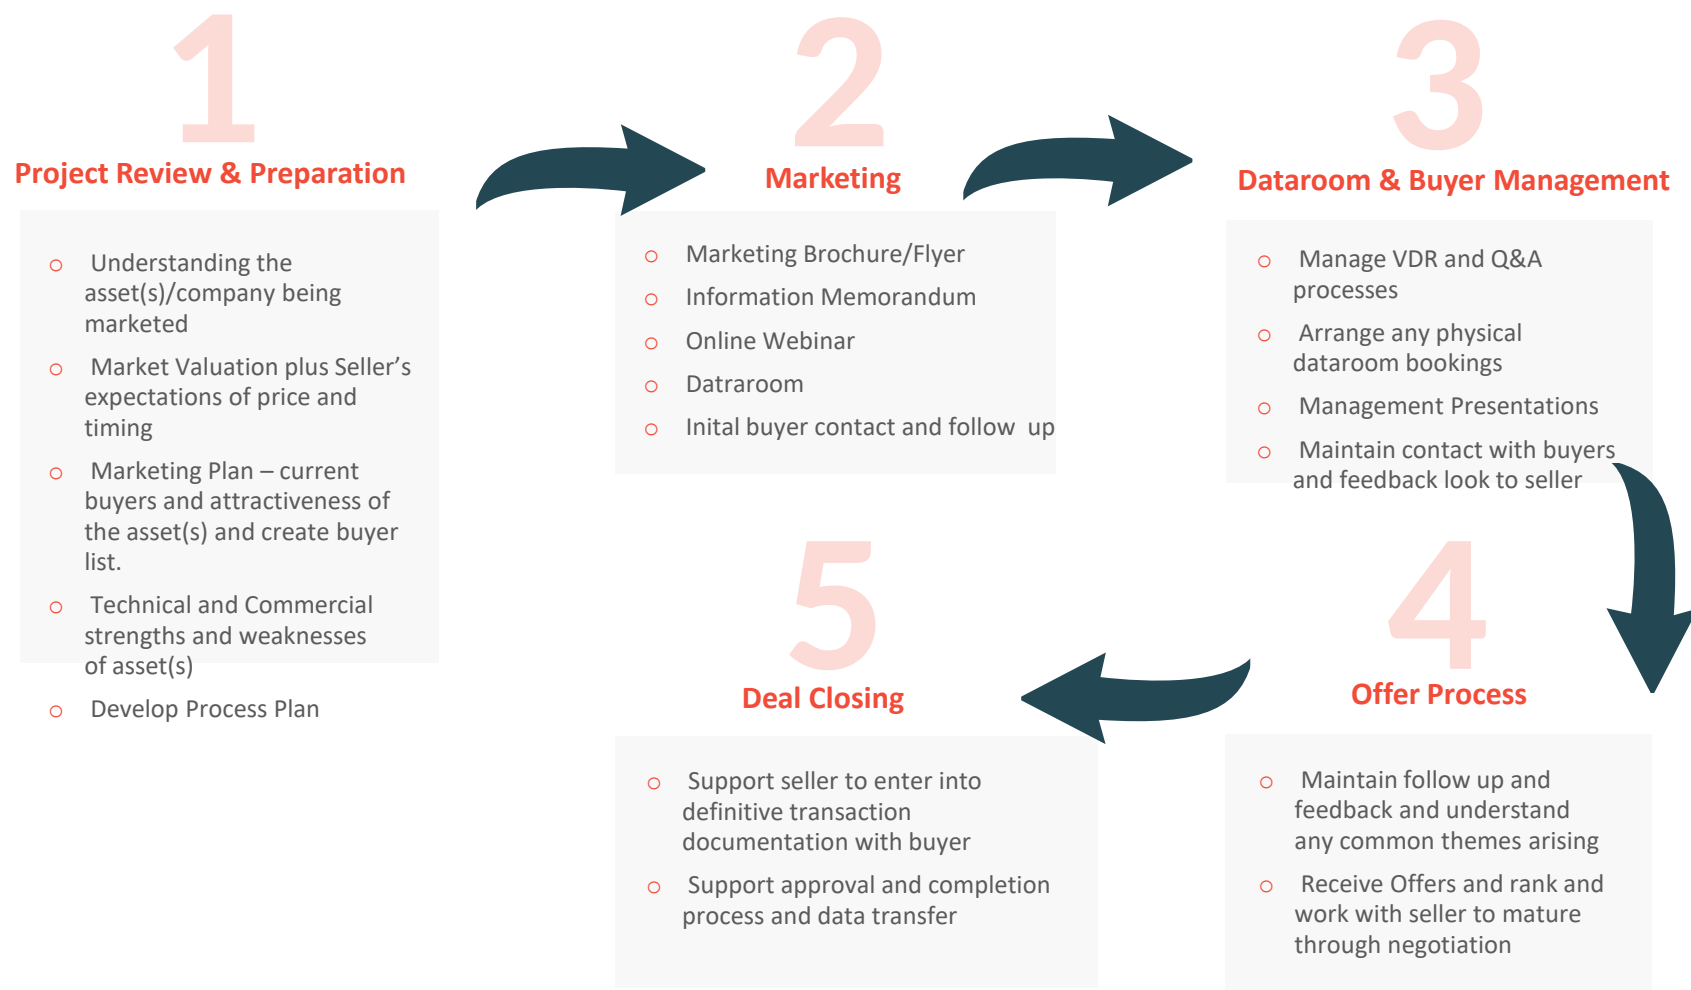 1
Project Review & Preparation
o Understanding the
asset(s)/company being
marketed
o Market Valuation plus Seller’s
expectations of price and
timing
o Marketing Plan – current
buyers and attractiveness of
the asset(s) and create buyer
list.
o Technical and Commercial
strengths and weaknesses
of asset(s)
o Develop Process Plan
2
Marketing
o Marketing Brochure/Flyer
o Information Memorandum
o Online Webinar
o Datraroom
o Inital buyer contact and follow  up
3
Dataroom & Buyer Management
o Manage VDR and Q&A
processes
o Arrange any physical
dataroom bookings
o Management Presentations
o Maintain contact with buyers
and feedback look to seller
4
Offer Process
o Maintain follow up and
feedback and understand
any common themes arising
o Receive Offers and rank and
work with seller to mature
through negotiation
5
Deal Closing
o Support seller to enter into
definitive transaction
documentation with buyer
o Support approval and completion
process and data transfer